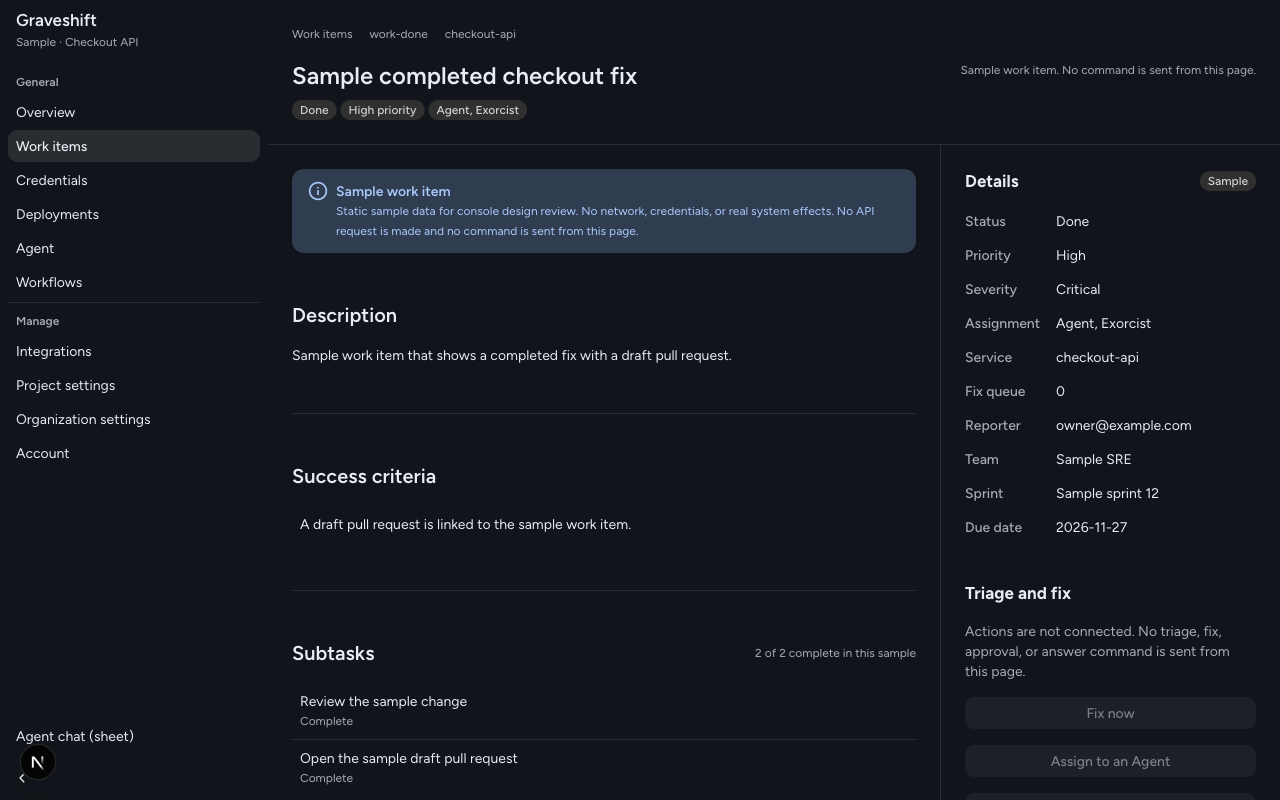 Graveshift
Sample · Checkout API
General
Overview
Work items
Credentials
Deployments
Agent
Workflows
Manage
Integrations
Project settings
Organization settings
Account
Agent chat (sheet)
N
Work items work-done checkout-api
Sample completed checkout fix
Done High priority Agent, Exorcist
Sample work item. No command is sent from this page.
Sample work item
Static sample data for console design review. No network, credentials, or real system effects. No API
request is made and no command is sent from this page.
Description
Sample work item that shows a completed fix with a draft pull request.
Success criteria
A draft pull request is linked to the sample work item.
Subtasks
2 of 2 complete in this sample
Review the sample change
Complete
Open the sample draft pull request
Complete
Details Sample
Status Done
Priority High
Severity Critical
Assignment Agent, Exorcist
Service checkout-api
Fix queue 0
Reporter owner@example.com
Team Sample SRE
Sprint Sample sprint 12
Due date 2026-11-27
Triage and fix
Actions are not connected. No triage, fix,
approval, or answer command is sent from
this page.
Fix now
Assign to an Agent